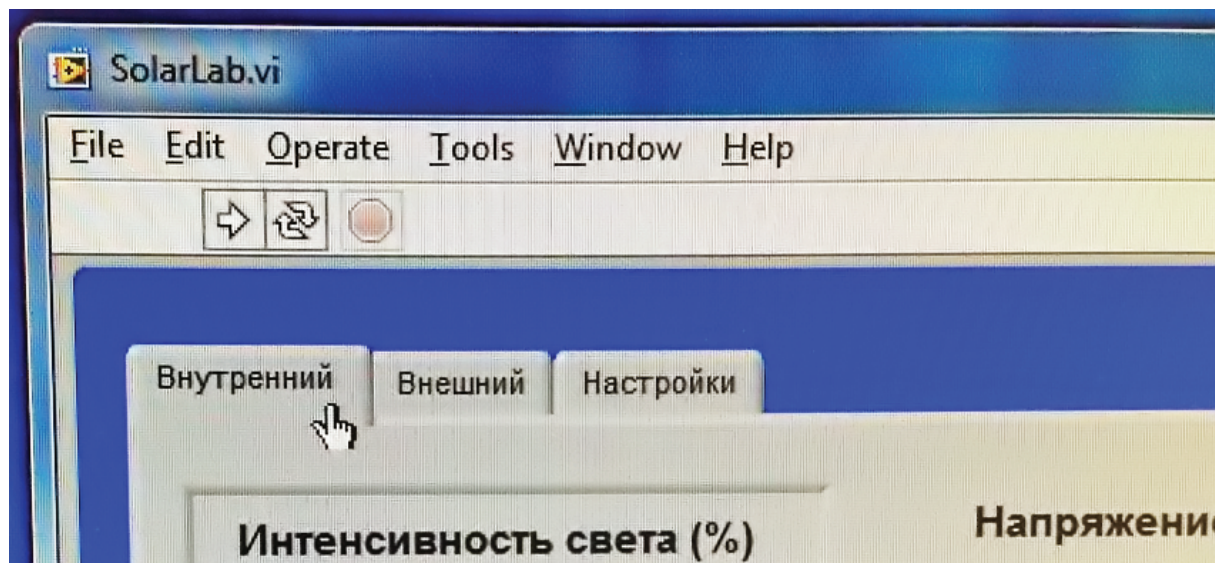 SolarLab.vi
File Edit Operate Tools Window Help
Внутренний Внешний Настройки
Интенсивность света (%)